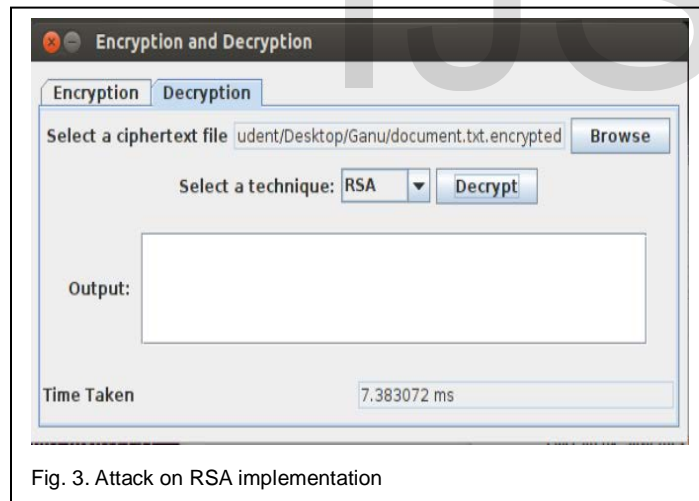 IJS
Encryption and Decryption
Encryption Decryption
Select a ciphertext file udent/Desktop/Ganu/document.txt.encrypted Browse
Select a technique: RSA Decrypt
Output:
Time Taken 7.383072 ms
Fig. 3. Attack on RSA implementation